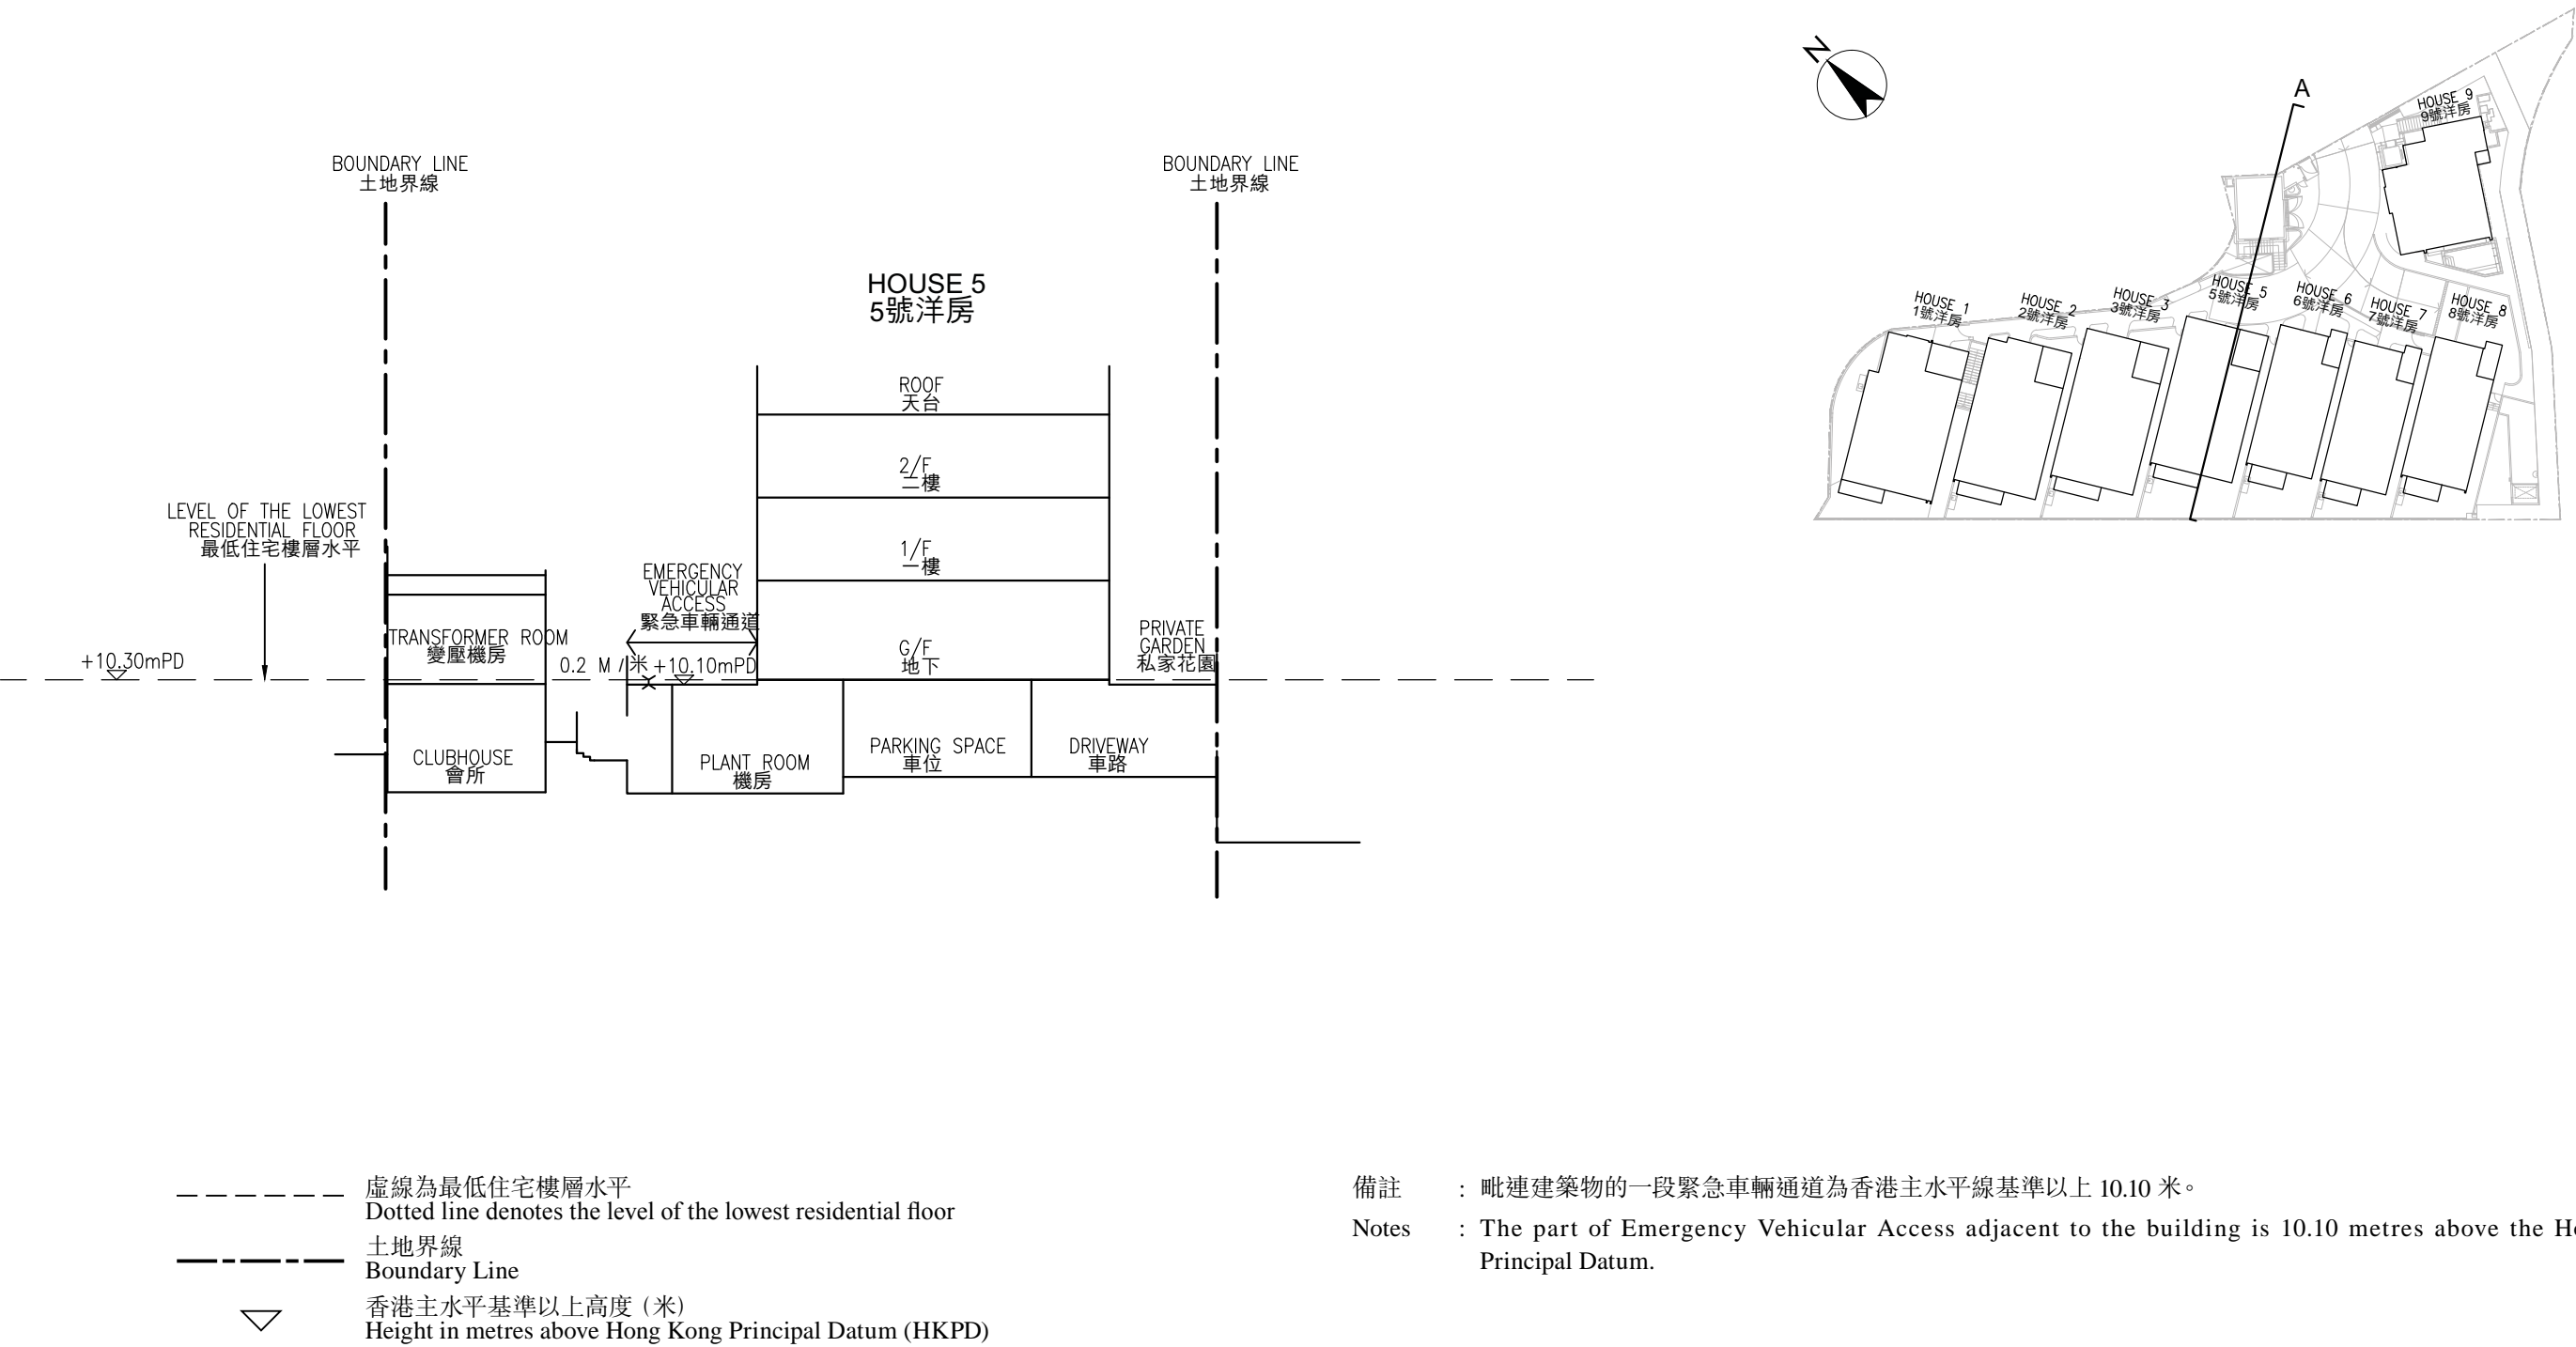 BOUNDARY LINE
土地界線
BOUNDARY LINE
土地界線
HOUSE 5
5號洋房
ROOF
天台
2/F
二樓
1/F
一樓
G/F
地下
LEVEL OF THE LOWEST
RESIDENTIAL FLOOR
最低住宅樓層水平
+10.30mPD
TRANSFORMER ROOM
變壓機房
CLUBHOUSE
會所
EMERGENCY
VEHICULAR
ACCESS
緊急車輛通道
0.2 M / 米
+10.10mPD
PLANT ROOM
機房
PARKING SPACE
車位
DRIVEWAY
車路
PRIVATE
GARDEN
私家花園
N
A
HOUSE 9
9號洋房
HOUSE 1
1號洋房
HOUSE 2
2號洋房
HOUSE 3
3號洋房
HOUSE 5
5號洋房
HOUSE 6
6號洋房
HOUSE 7
7號洋房
HOUSE 8
8號洋房
虛線為最低住宅樓層水平
Dotted line denotes the level of the lowest residential floor
土地界線
Boundary Line
香港主水平基準以上高度（米）
Height in metres above Hong Kong Principal Datum (HKPD)
備註 : 毗連建築物的一段緊急車輛通道為香港主水平線基準以上 10.10 米。
Notes : The part of Emergency Vehicular Access adjacent to the building is 10.10 metres above the
Principal Datum.